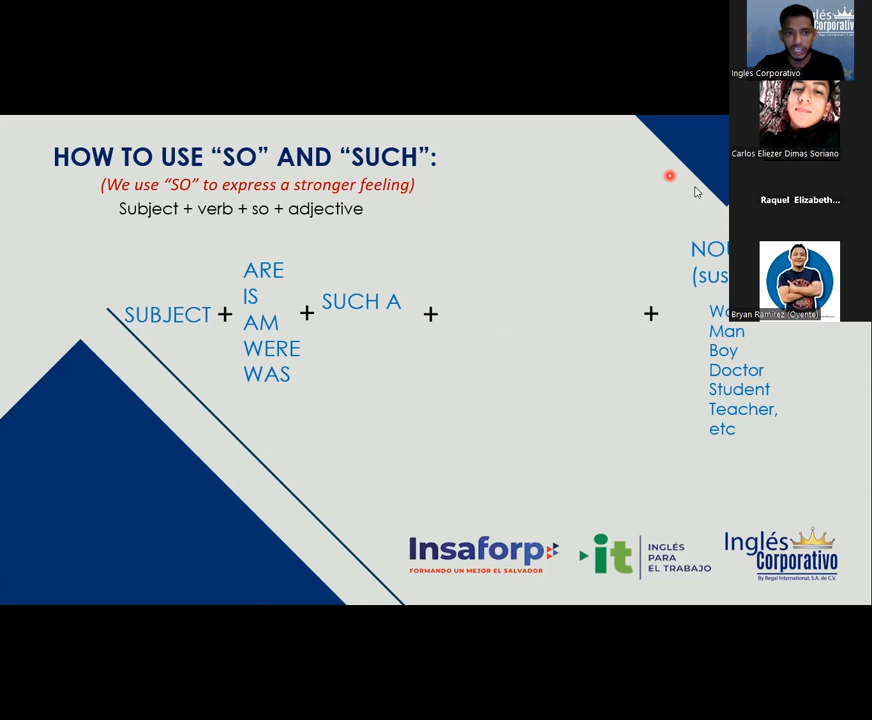 HOW TO USE “SO” AND “SUCH”:
(We use “SO” to express a stronger feeling)
Subject + verb + so + adjective
SUBJECT + ARE
IS
AM
WERE
WAS
+ SUCH A + +
(sus
Man
Boy
Doctor
Student
Teacher,
etc
Insaforp
FORMANDO UN MEJOR EL SALVADOR
it
INGLÉS
PARA
EL TRABAJO
Inglés
Corporativo
By Regal International, S.A. de C.V.
Inglés Corporativo
Carlos Eliezer Dimas Soriano
Raquel Elizabeth...
Bryan Ramirez (Oyente)